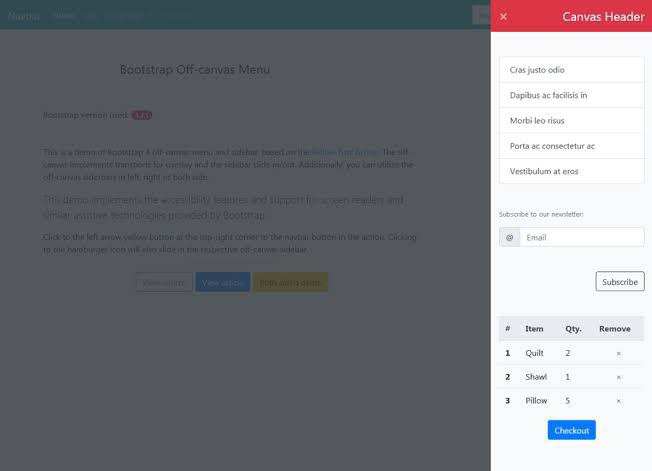 Navbar Home
Bootstrap Off-canvas Menu
Bootstrap version used:
This is a demo of Bootstrap 4 off-canvas menu and sidebar, based on the
canvas implements transitions for overlay and the sidebar slides in/out. Additionally, you can utilize the
off-canvas sidebars in left, right or both side.
This demo implements the accessibility features and support for screen readers and
similar assistive technologies provided by Bootstrap.
Click to the left arrow yellow button at the top-right corner to the navbar button in the action. Clicking
to the hamburger icon will also slide in the respective off-canvas sidebar.
View source View article Both sided demo
× Canvas Header
Cras justo odio
Dapibus ac facilisis in
Morbi leo risus
Porta ac consectetur ac
Vestibulum at eros
Subscribe to our newsletter:
@ Email
Subscribe
# Item Qty. Remove
1 Quilt 2 ×
2 Shawl 1 ×
3 Pillow 5 ×
Checkout